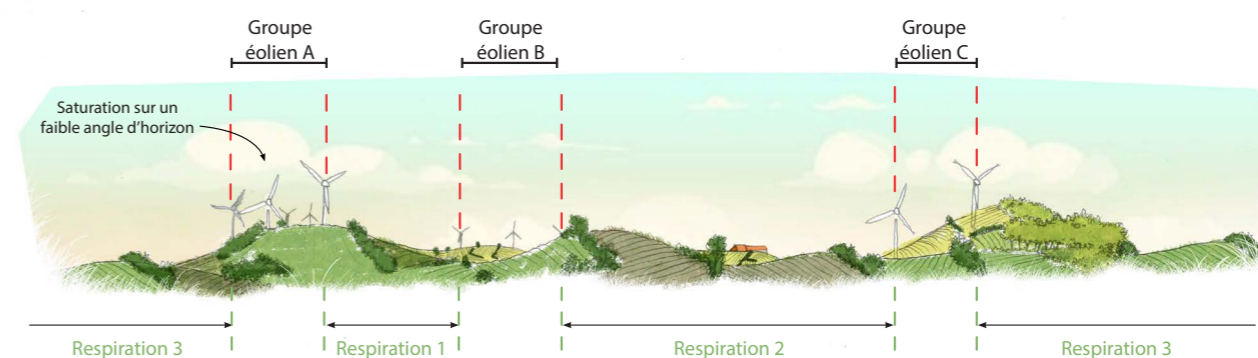 Groupe
éolien A
Groupe
éolien B
Groupe
éolien C
Saturation sur un
faible angle d'horizon
Respiration 3
Respiration 1
Respiration 2
Respiration 3